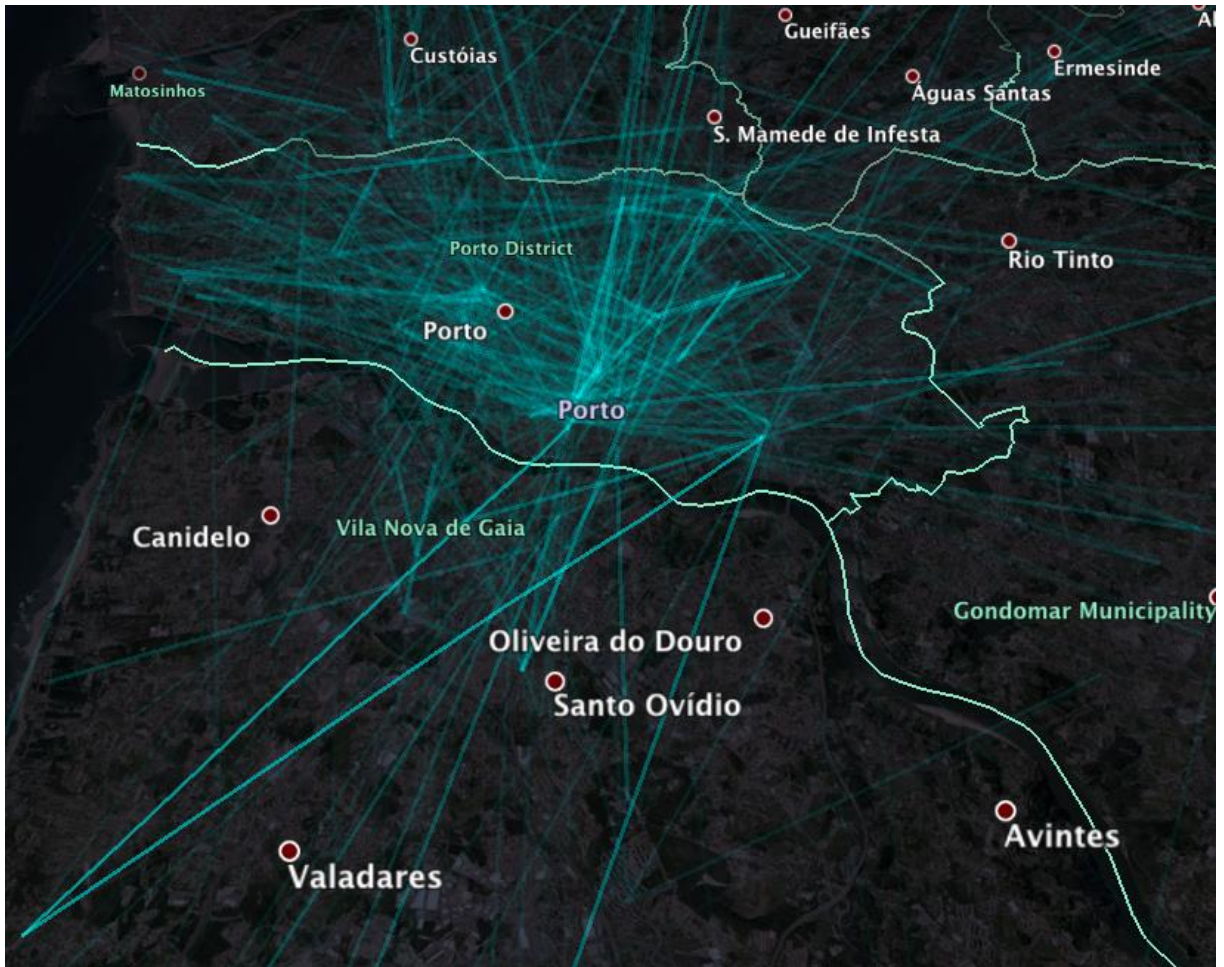 Gueifães
Custóias
Ermesinde
Matosinhos
Águas Santas
S. Mamede de Infesta
Porto District
Rio Tinto
Porto
Porto
Canidelo
Vila Nova de Gaia
Gondomar Municipality
Oliveira do Douro
Santo Ovídio
Avintes
Valadares